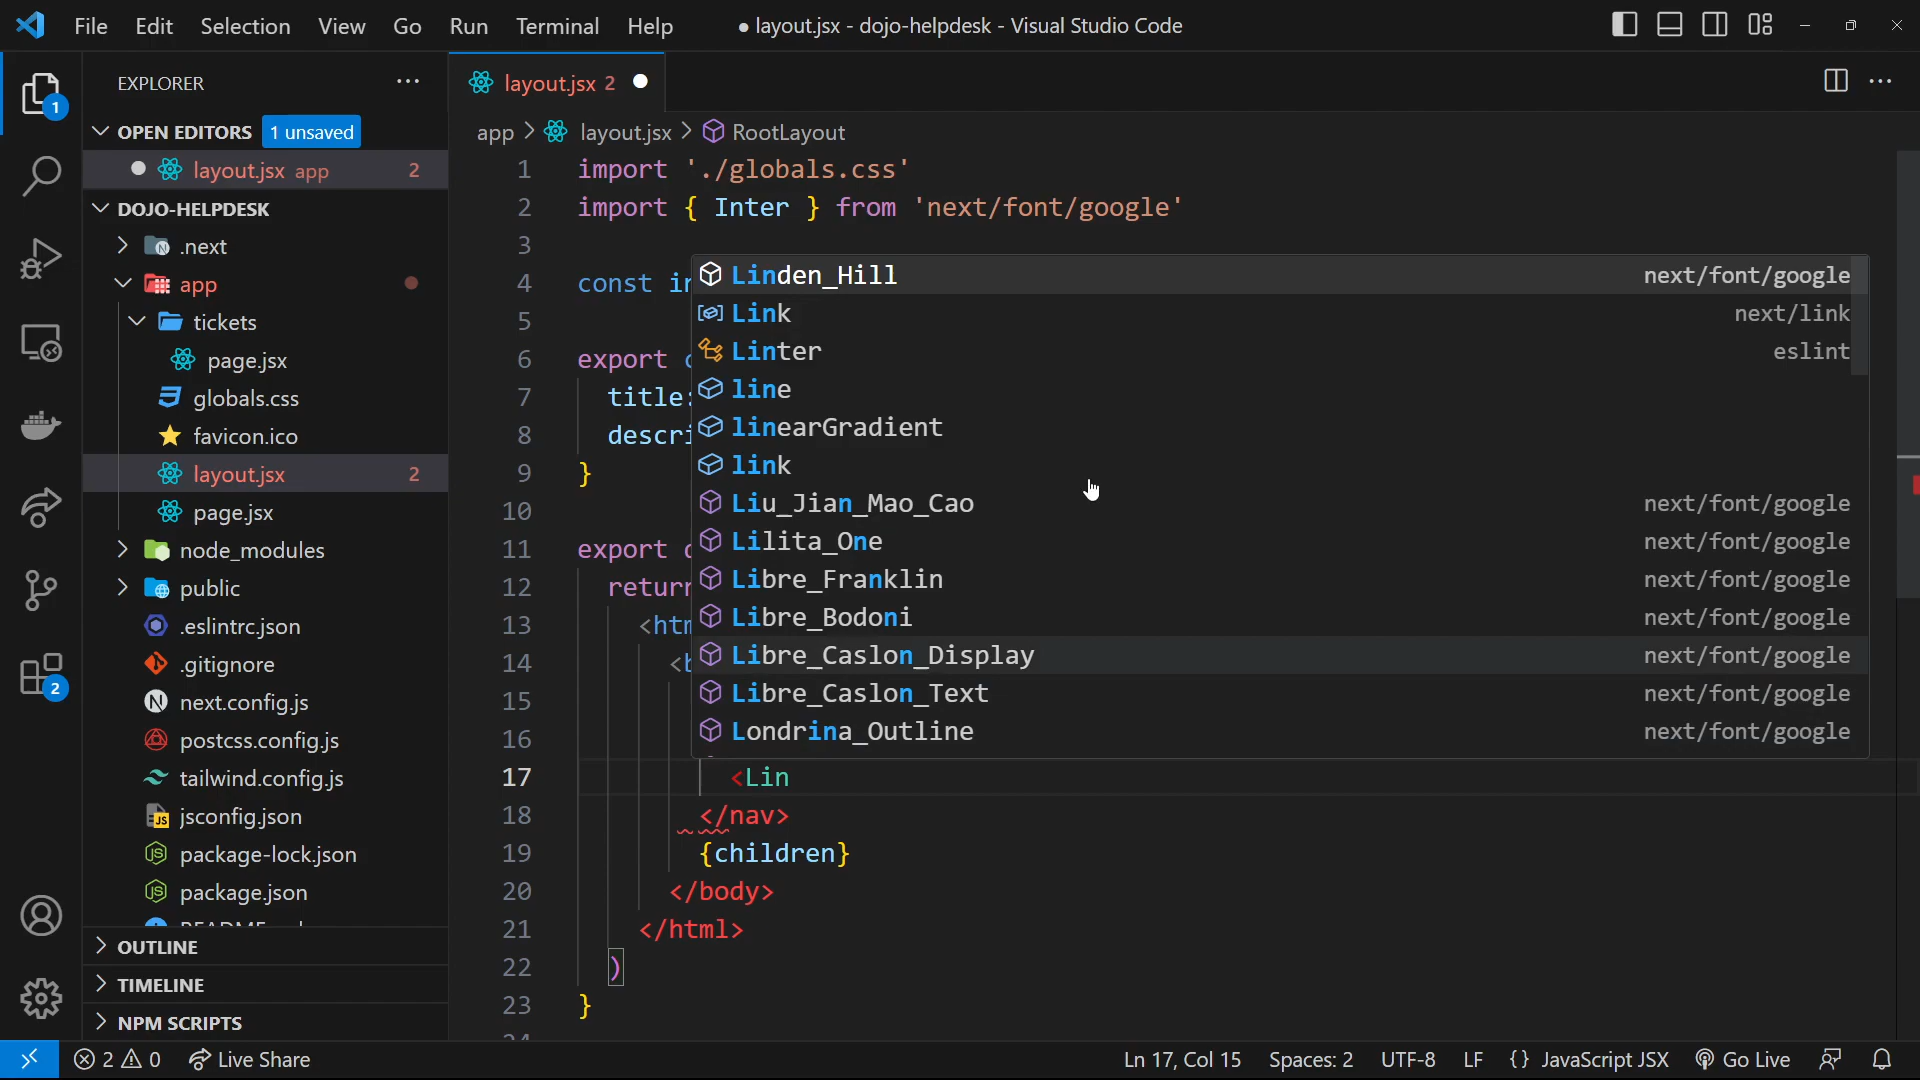 File Edit Selection View Go Run Terminal Help
● layout.jsx - dojo-helpdesk - Visual Studio Code
EXPLORER
1
OPEN EDITORS 1 unsaved
layout.jsx app 2
DOJO-HELPDESK
.next
app
tickets
page.jsx
globals.css
favicon.ico
layout.jsx 2
page.jsx
node_modules
public
.eslintrc.json
.gitignore
next.config.js
postcss.config.js
tailwind.config.js
jsconfig.json
package-lock.json
package.json
OUTLINE
TIMELINE
NPM SCRIPTS
2
layout.jsx 2
app > layout.jsx > RootLayout
1 import './globals.css'
2 import { Inter } from 'next/font/google'
3
4 const in
5
6 export
7 title:
8 descri
9 }
10
11 export
12 return
13 <htm
14 <b
15
16
17 <Lin
18 </nav>
19 {children}
20 </body>
21 </html>
22 )
23 }
Linden_Hill next/font/google
Link next/link
Linter eslint
line
linearGradient
link
Liu_Jian_Mao_Cao next/font/google
Lilita_One next/font/google
Libre_Franklin next/font/google
Libre_Bodoni next/font/google
Libre_Caslon_Display next/font/google
Libre_Caslon_Text next/font/google
Londrina_Outline next/font/google
2 0 Live Share
Ln 17, Col 15 Spaces: 2 UTF-8 LF {} JavaScript JSX Go Live